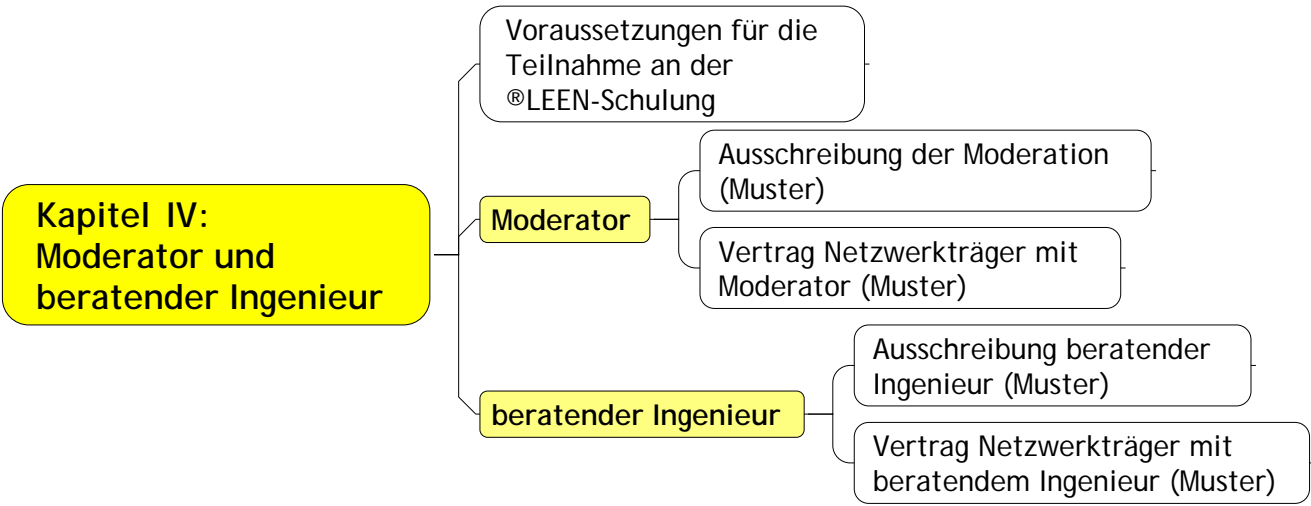 Kapitel IV:
Moderator und
beratender Ingenieur
Voraussetzungen für die
Teilnahme an der
®LEEN-Schulung
Moderator
Ausschreibung der Moderation
(Muster)
Vertrag Netzwerkträger mit
Moderator (Muster)
beratender Ingenieur
Ausschreibung beratender
Ingenieur (Muster)
Vertrag Netzwerkträger mit
beratendem Ingenieur (Muster)